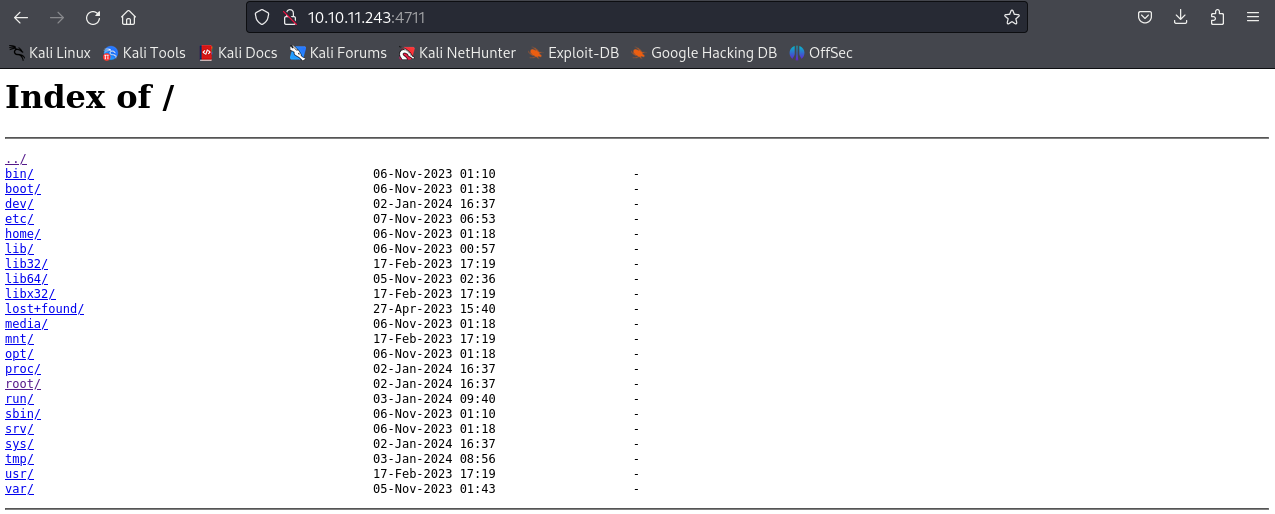 10.10.11.243:4711
Kali Linux Kali Tools Kali Docs Kali Forums Kali NetHunter Exploit-DB Google Hacking DB OffSec
Index of /
../
bin/ 06-Nov-2023 01:10 -
boot/ 06-Nov-2023 01:38 -
dev/ 02-Jan-2024 16:37 -
etc/ 07-Nov-2023 06:53 -
home/ 06-Nov-2023 01:18 -
lib/ 06-Nov-2023 00:57 -
lib32/ 17-Feb-2023 17:19 -
lib64/ 05-Nov-2023 02:36 -
libx32/ 17-Feb-2023 17:19 -
lost+found/ 27-Apr-2023 15:40 -
media/ 06-Nov-2023 01:18 -
mnt/ 17-Feb-2023 17:19 -
opt/ 06-Nov-2023 01:18 -
proc/ 02-Jan-2024 16:37 -
root/ 02-Jan-2024 16:37 -
run/ 03-Jan-2024 09:40 -
sbin/ 06-Nov-2023 01:10 -
srv/ 06-Nov-2023 01:18 -
sys/ 02-Jan-2024 16:37 -
tmp/ 03-Jan-2024 08:56 -
usr/ 17-Feb-2023 17:19 -
var/ 05-Nov-2023 01:43 -